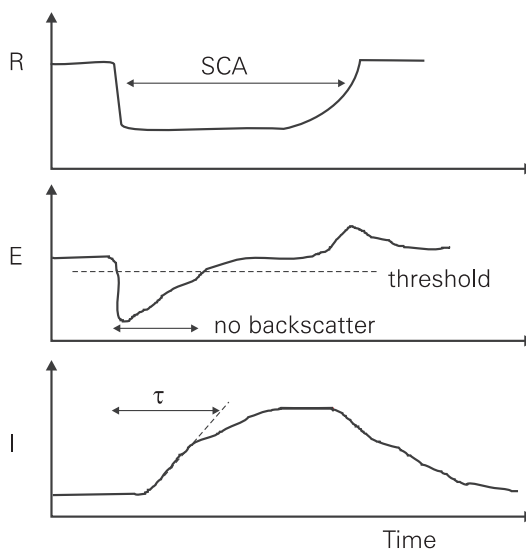 R
SCA
E
threshold
no backscatter
τ
I
Time